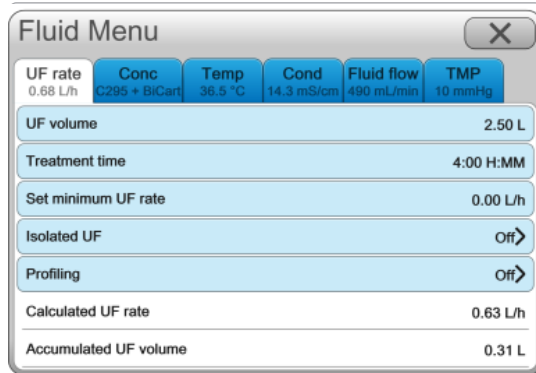 Fluid Menu
UF rate Conc Temp Cond Fluid flow TMP
0.68 L/h C295 + BiCart 36.5 °C 14.3 mS/cm 490 mL/min 10 mmHg
UF volume 2.50 L
Treatment time 4:00 H:MM
Set minimum UF rate 0.00 L/h
Isolated UF Off
Profiling Off
Calculated UF rate 0.63 L/h
Accumulated UF volume 0.31 L